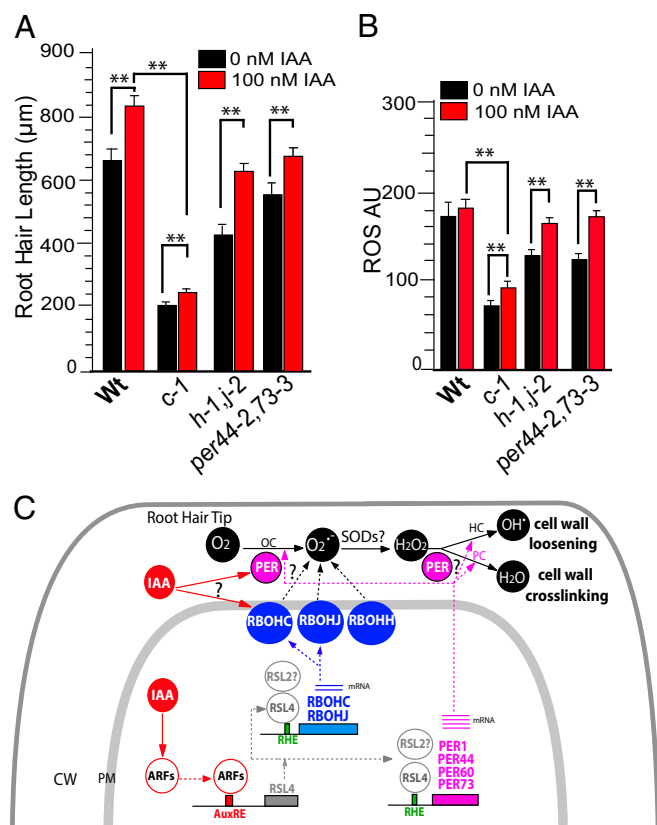 A
Root Hair Length (µm)
900
800
600
400
200
0
0 nM IAA
100 nM IAA
**
**
**
**
**
Wt
c-1
h-1,j-2
per44-2,73-3
B
ROS AU
300
200
100
0
0 nM IAA
100 nM IAA
**
**
**
**
Wt
c-1
h-1,j-2
per44-2,73-3
C
Root Hair Tip
O2
OC
O2•-
SODs?
H2O2
HC
OH•
cell wall
loosening
PC
H2O
cell wall
crosslinking
PER
?
PER
?
IAA
?
RBOHC
RBOHJ
RBOHH
IAA
ARFs
ARFs
AuxRE
RSL4
RSL2?
RSL4
RHE
mRNA
RBOHC
RBOHJ
mRNA
RSL2?
RSL4
RHE
PER1
PER44
PER60
PER73
CW
PM